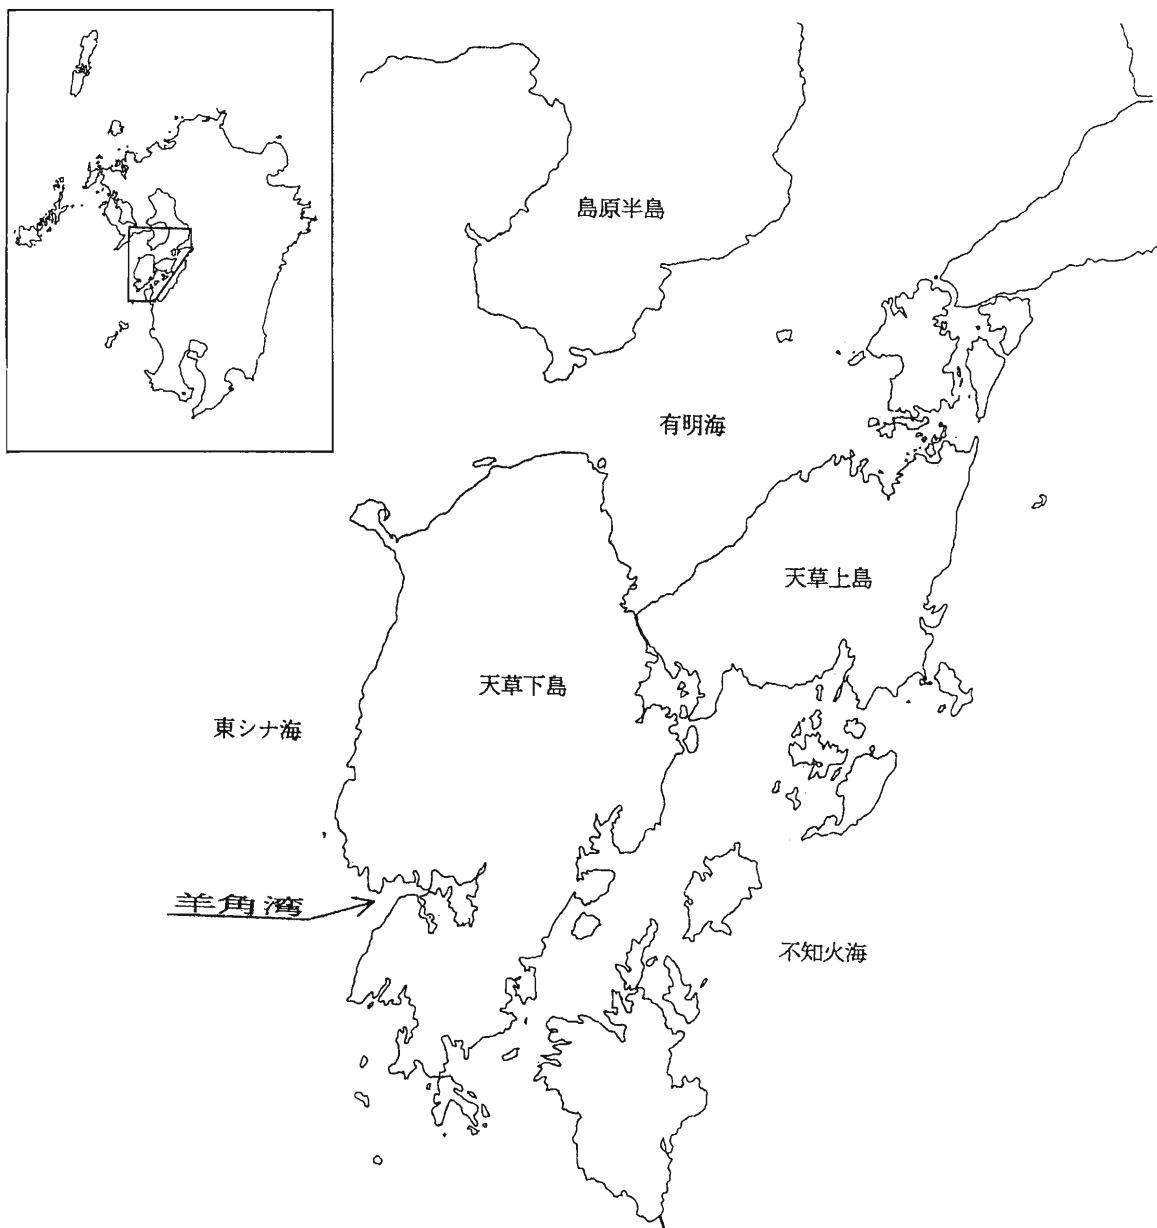 島原半島
有明海
天草上島
天草下島
東シナ海
羊角湾
不知火海